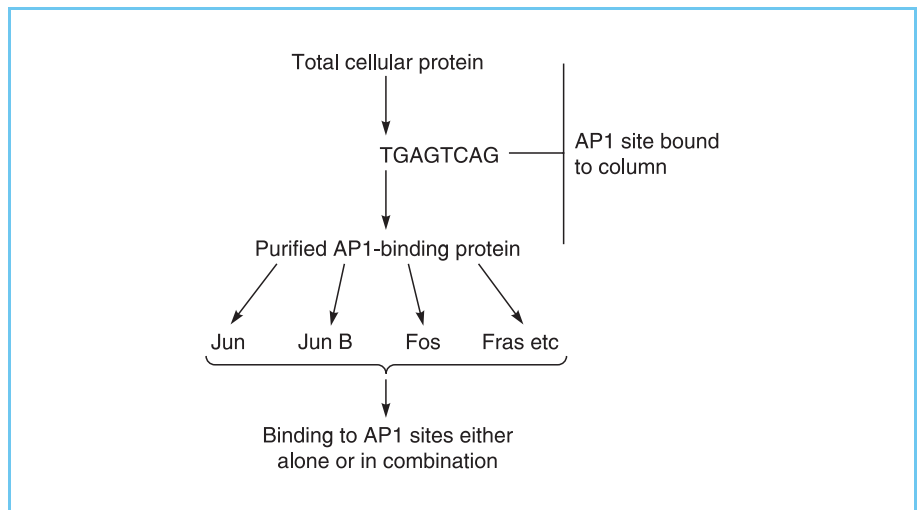 Total cellular protein
TGAGTCAG
AP1 site bound
to column
Purified AP1-binding protein
Jun
Jun B
Fos
Fras etc
Binding to AP1 sites either
alone or in combination